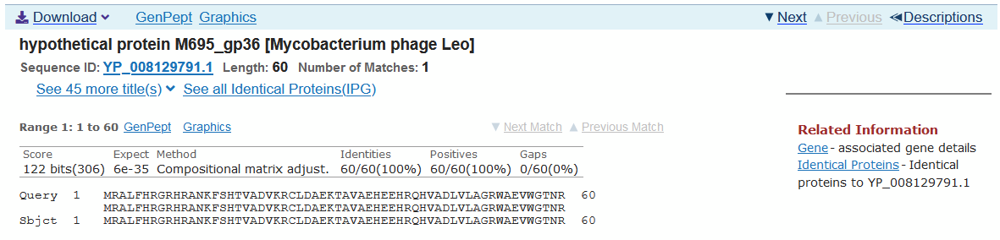 Download GenPept Graphics Next Previous Descriptions
hypothetical protein M695_gp36 [Mycobacterium phage Leo]
Sequence ID: YP_008129791.1 Length: 60 Number of Matches: 1
See 45 more title(s) See all Identical Proteins(IPG)
Range 1: 1 to 60 GenPept Graphics Next Match Previous Match
Score Expect Method Identities Positives Gaps
122 bits(306) 6e-35 Compositional matrix adjust. 60/60(100%) 60/60(100%) 0/60(0%)
Query 1 MRALFHRGRHRANKFSHTVADVKRCLDAEKTAVAEHEEHRQHVADLVLAGRWAEVWGTNR 60
MRALFHRGRHRANKFSHTVADVKRCLDAEKTAVAEHEEHRQHVADLVLAGRWAEVWGTNR
Sbjct 1 MRALFHRGRHRANKFSHTVADVKRCLDAEKTAVAEHEEHRQHVADLVLAGRWAEVWGTNR 60
Related Information
Gene - associated gene details
Identical Proteins - Identical
proteins to YP_008129791.1